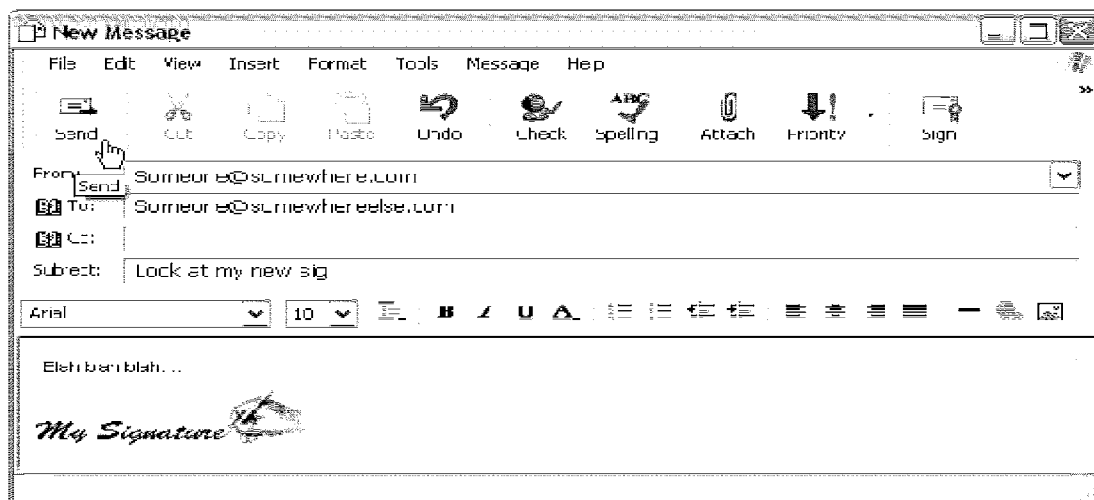 New Message
File Edit View Insert Format Tools Message Help
Send Cut Copy Paste Undo Check Spelling Attach Priority Sign
From: Someone@somewhere.com
Send
To: Someone@somewhereelse.com
Cc:
Subject: Look at my new sig
Arial 10 B I U A
Blah blah blah...
My Signature